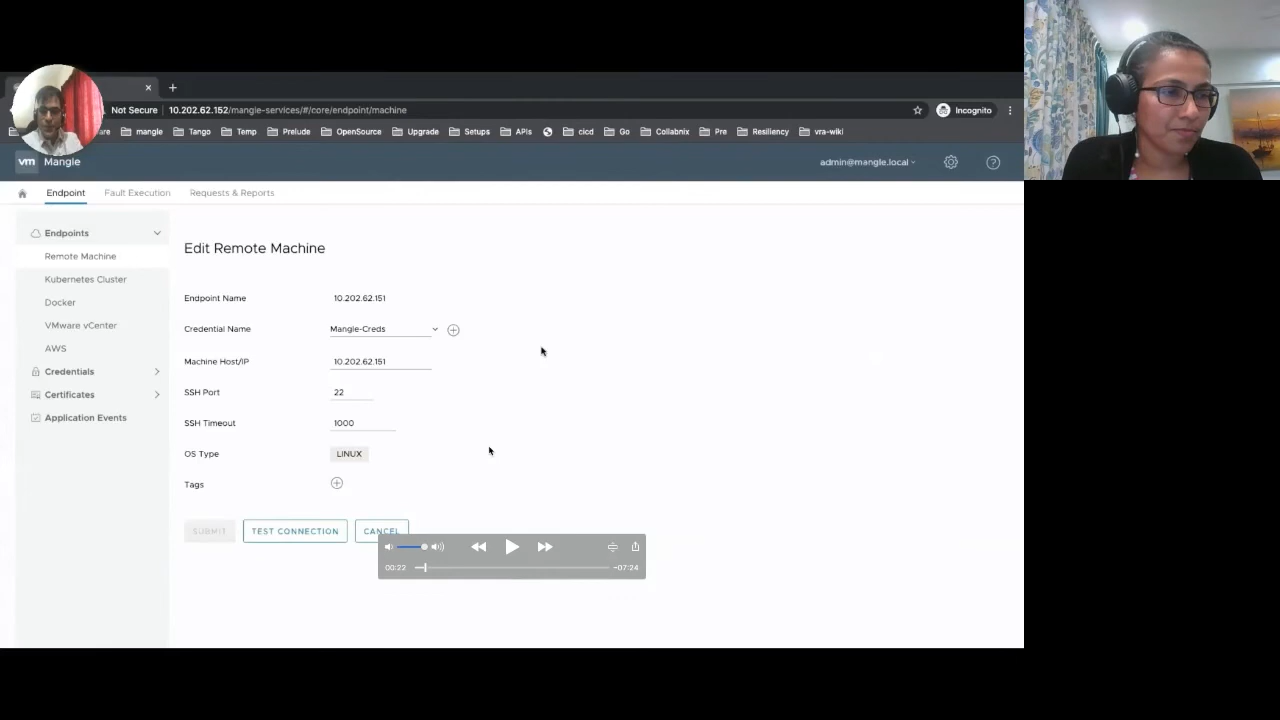 Not Secure 10.202.62.152/mangle-services/#/core/endpoint/machine Incognito
are mangle Tango Temp Prelude OpenSource Upgrade Setups APIs cicd Go Collabnix Pre Resiliency vra-wiki
vm Mangle admin@mangle.local
Endpoint Fault Execution Requests & Reports
Endpoints
Remote Machine
Kubernetes Cluster
Docker
VMware vCenter
AWS
Credentials
Certificates
Application Events
Edit Remote Machine
Endpoint Name 10.202.62.151
Credential Name Mangle-Creds
Machine Host/IP 10.202.62.151
SSH Port 22
SSH Timeout 1000
OS Type LINUX
Tags
SUBMIT TEST CONNECTION CANCEL
00:22 -07:24